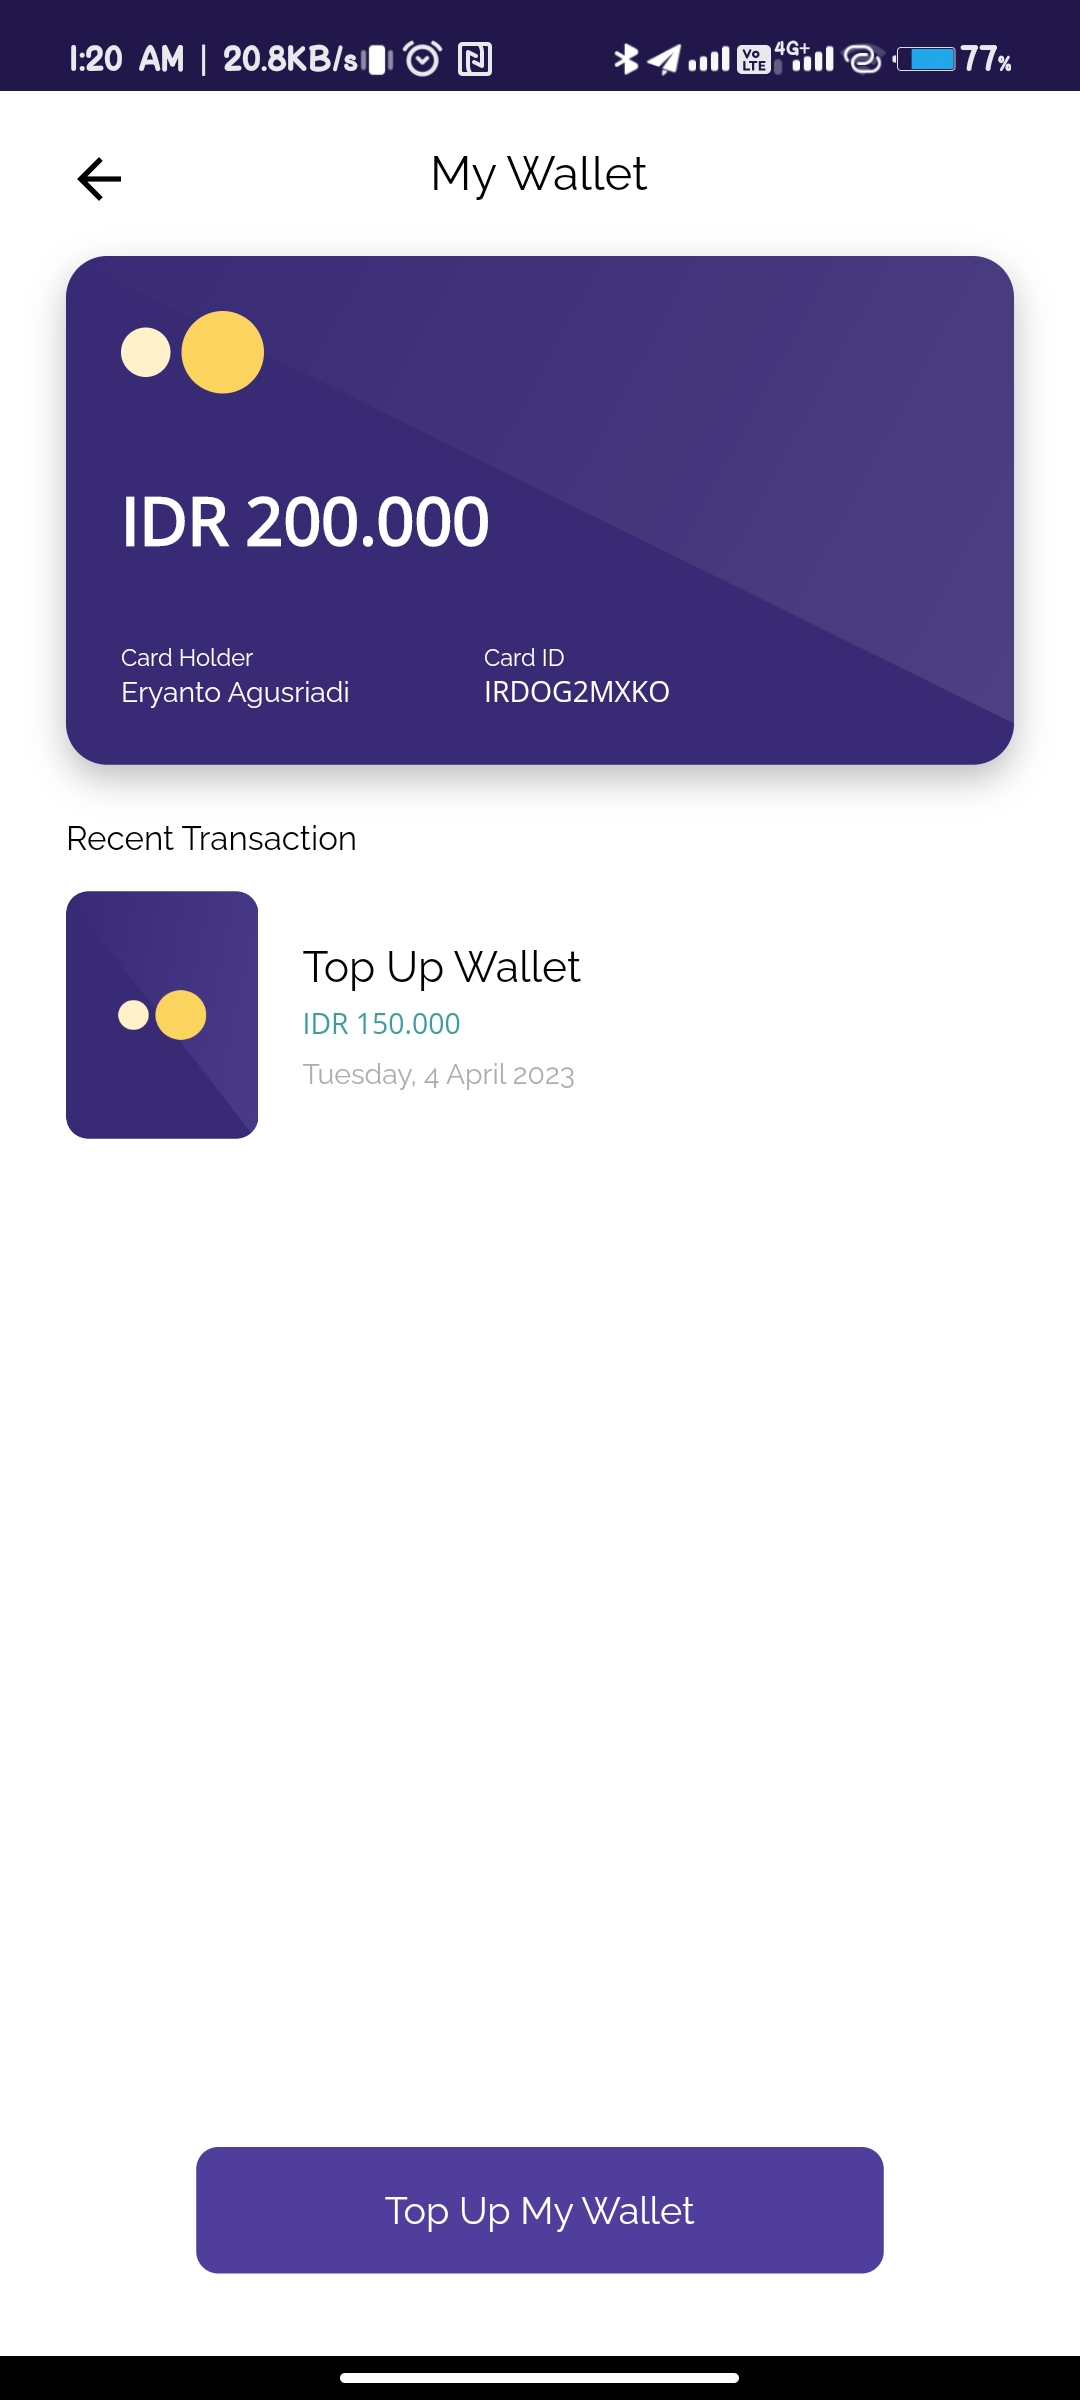 1:20 AM | 20.8KB/s Vo LTE 4G+ 77%
My Wallet
IDR 200.000
Card Holder Card ID
Eryanto Agusriadi IRDOG2MXKO
Recent Transaction
Top Up Wallet
IDR 150.000
Tuesday, 4 April 2023
Top Up My Wallet